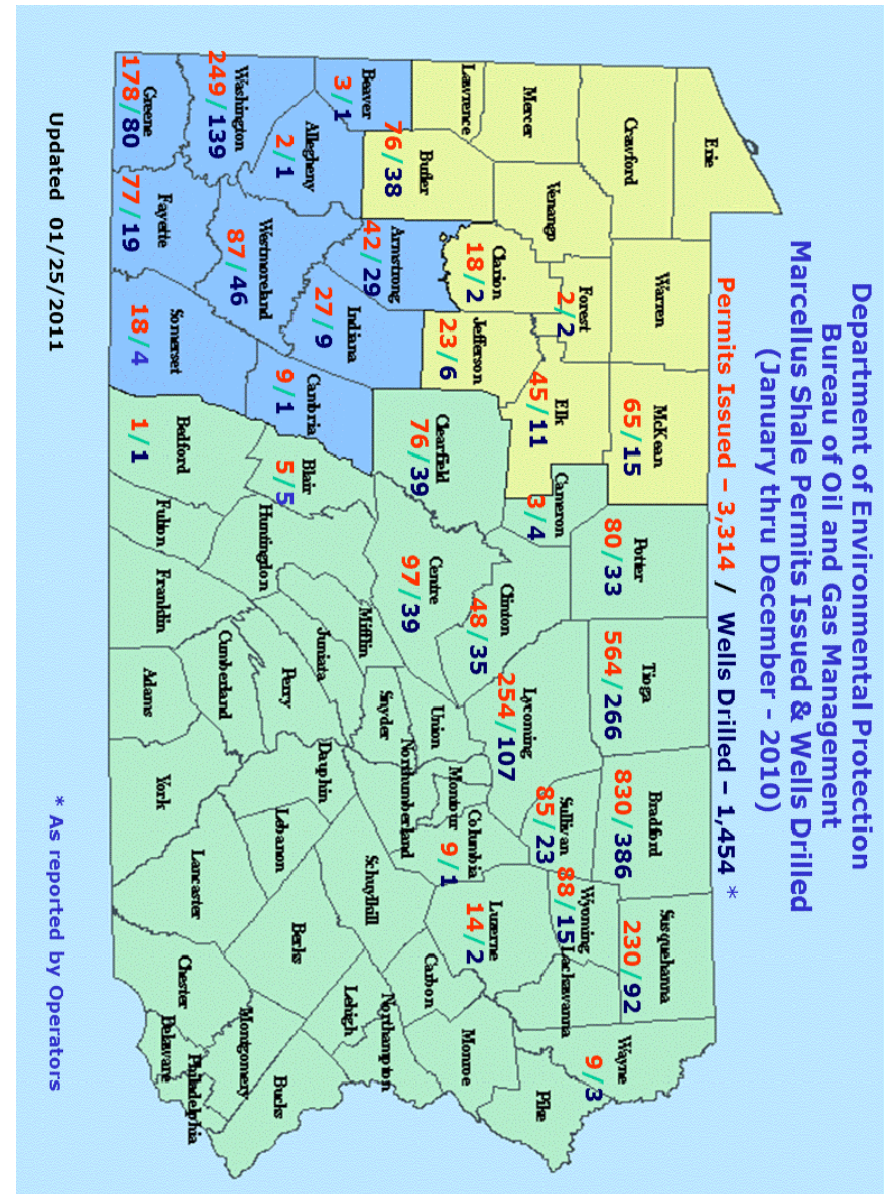 Department of Environmental Protection
Bureau of Oil and Gas Management
Marcellus Shale Permits Issued & Wells Drilled
(January thru December - 2010)
Permits Issued – 3,314 / Wells Drilled – 1,454 *
Erie
Crawford
Mercer
Lawrence
Venango
Butler
76/38
Warren
Forest
2/2
Clarion
18/2
McKean
65/15
Elk
45/11
Jefferson
23/6
Potter
80/33
Cameron
3/4
Clearfield
76/39
Clinton
48/35
Centre
97/39
Tioga
564/266
Lycoming
254/107
Bradford
830/386
Sullivan
85/23
Susquehanna
230/92
Wyoming
88/15
Lackawanna
Wayne
9/3
Pike
Monroe
Luzerne
14/2
Columbia
9/1
Montour
Northumberland
Union
Snyder
Mifflin
Juniata
Perry
Huntingdon
Blair
5/5
Cambria
9/1
Indiana
27/9
Armstrong
42/29
Beaver
3/1
Allegheny
2/1
Washington
249/139
Westmoreland
87/46
Greene
178/80
Fayette
77/19
Somerset
18/4
Bedford
1/1
Fulton
Franklin
Cumberland
Adams
York
Dauphin
Lebanon
Lancaster
Schuylkill
Berks
Carbon
Lehigh
Northampton
Chester
Montgomery
Bucks
Delaware
Philadelphia
Updated 01/25/2011
* As reported by Operators